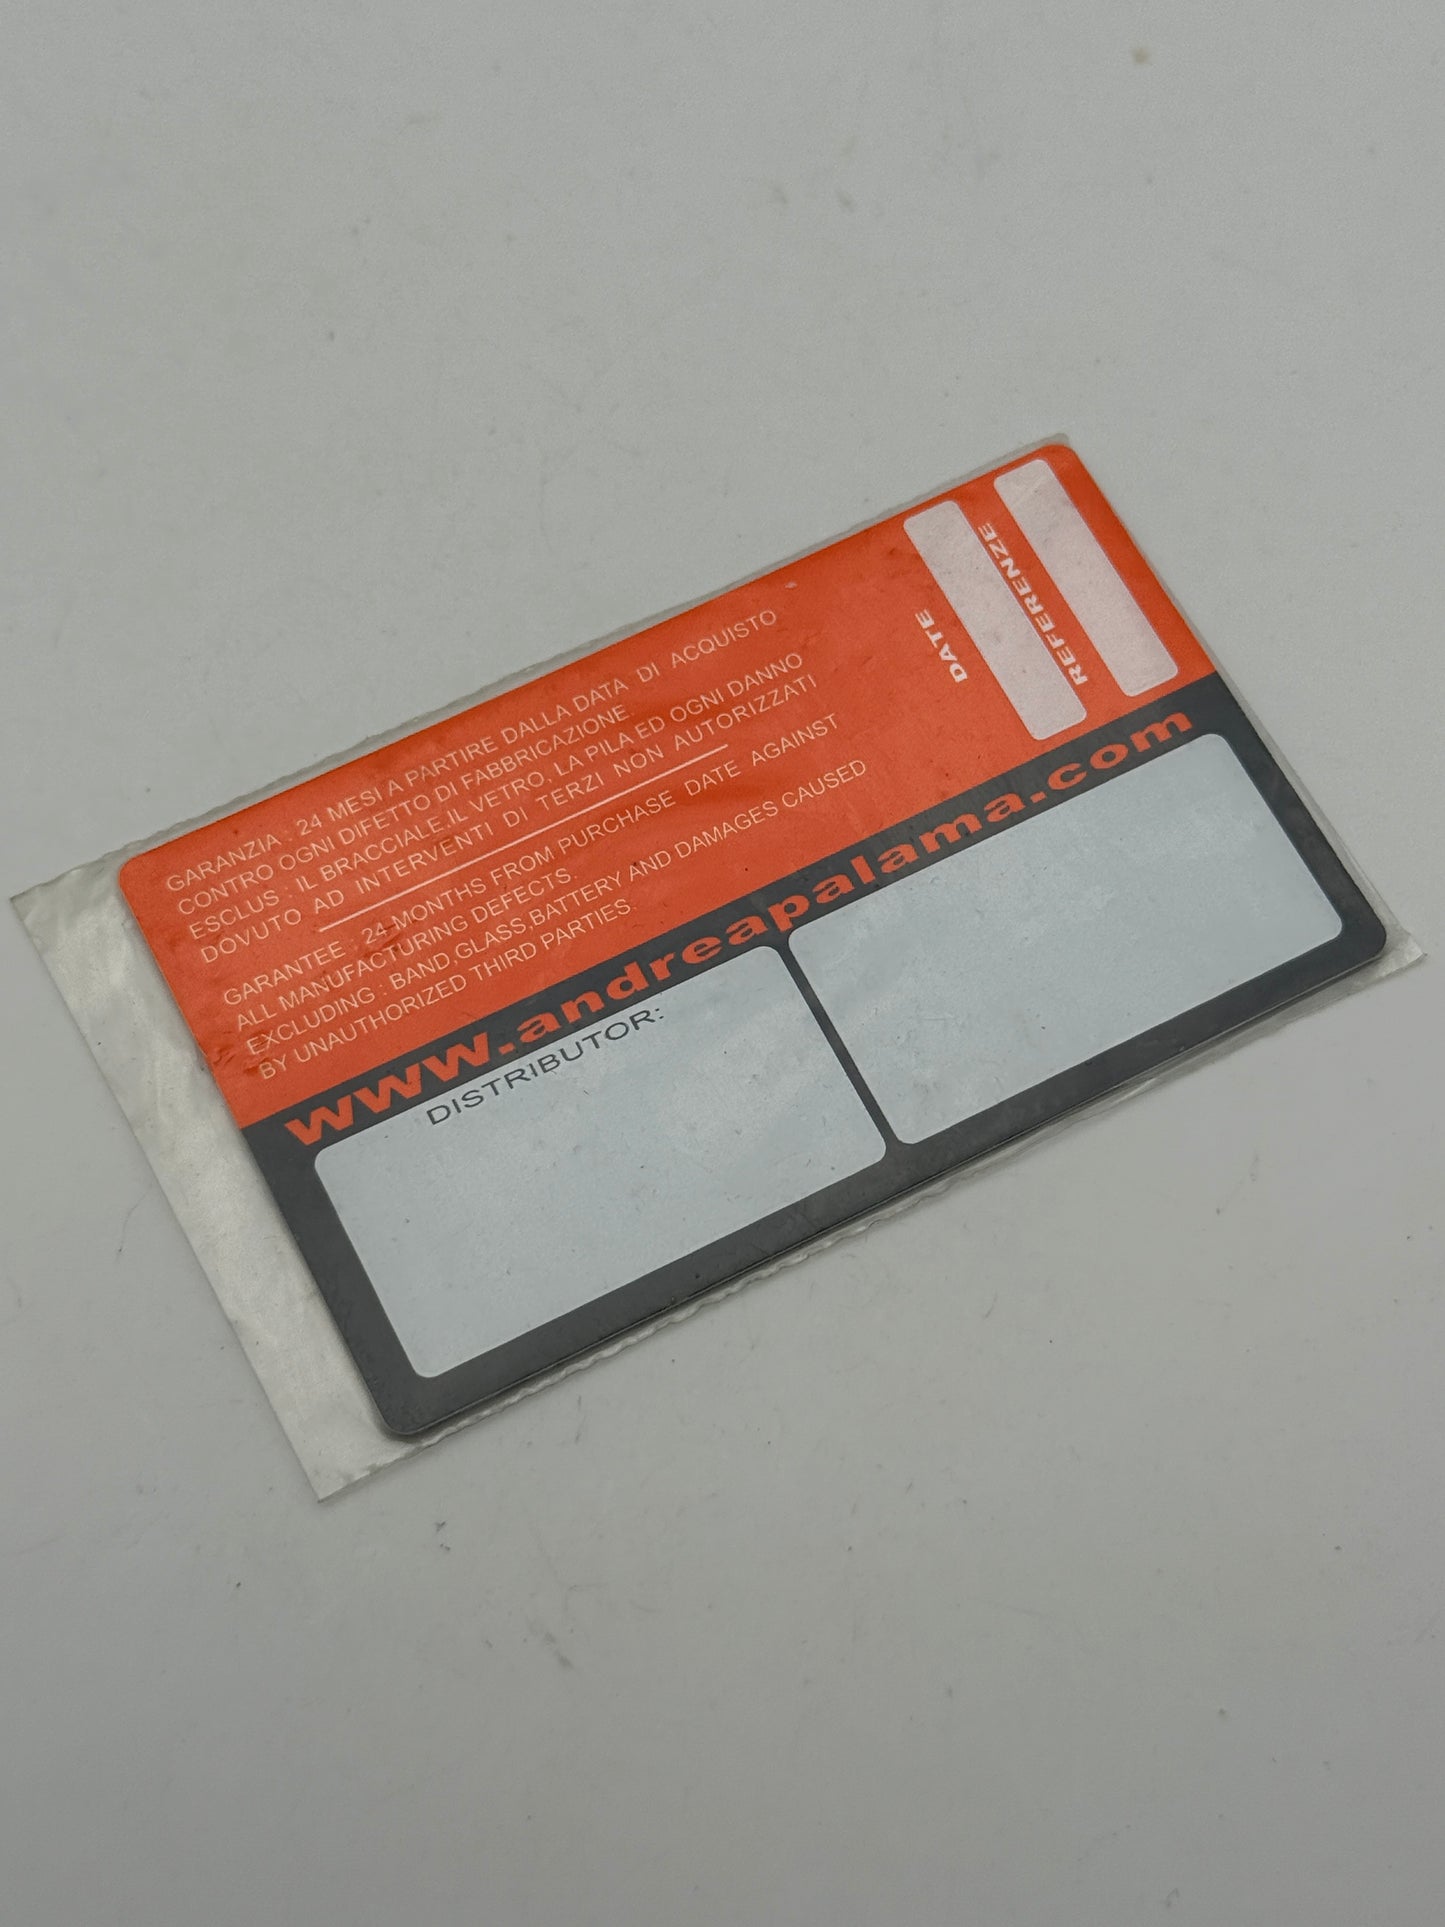 GARANZIA : 24 MESI A PARTIRE DALLA DATA DI ACQUISTO
CONTRO OGNI DIFETTO DI FABBRICAZIONE
ESCLUS : IL BRACCIALE,IL VETRO, LA PILA ED OGNI DANNO
DOVUTO AD INTERVENTI DI TERZI NON AUTORIZZATI
GARANTEE : 24 MONTHS FROM PURCHASE DATE AGAINST
ALL MANUFACTURING DEFECTS.
EXCLUDING : BAND,GLASS,BATTERY AND DAMAGES CAUSED
BY UNAUTHORIZED THIRD PARTIES.
DATE
REFERRENZE
www.andreapalama.com
DISTRIBUTOR: